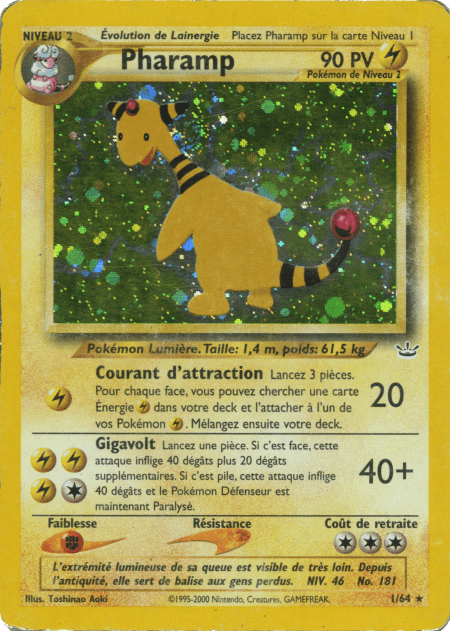 NIVEAU 2 Évolution de Lainergie Placez Pharamp sur la carte Niveau 1
Pharamp 90 PV
Pokémon de Niveau 2
Pokémon Lumière. Taille: 1,4 m, poids: 61,5 kg
Courant d'attraction Lancez 3 pièces.
Pour chaque face, vous pouvez chercher une carte
Énergie dans votre deck et l'attacher à l'un de
vos Pokémon . Mélangez ensuite votre deck.
20
Gigavolt Lancez une pièce. Si c'est face, cette
attaque inflige 40 dégâts plus 20 dégâts
supplémentaires. Si c'est pile, cette attaque inflige
40 dégâts et le Pokémon Défenseur est
maintenant Paralysé.
40+
Faiblesse Résistance Coût de retraite
L'extrémité lumineuse de sa queue est visible de très loin. Depuis
l'antiquité, elle sert de balise aux gens perdus. NIV. 46 No. 181
Illus. Toshinao Aoki ©1995-2000 Nintendo, Creatures, GAMEFREAK. 1/64 ★